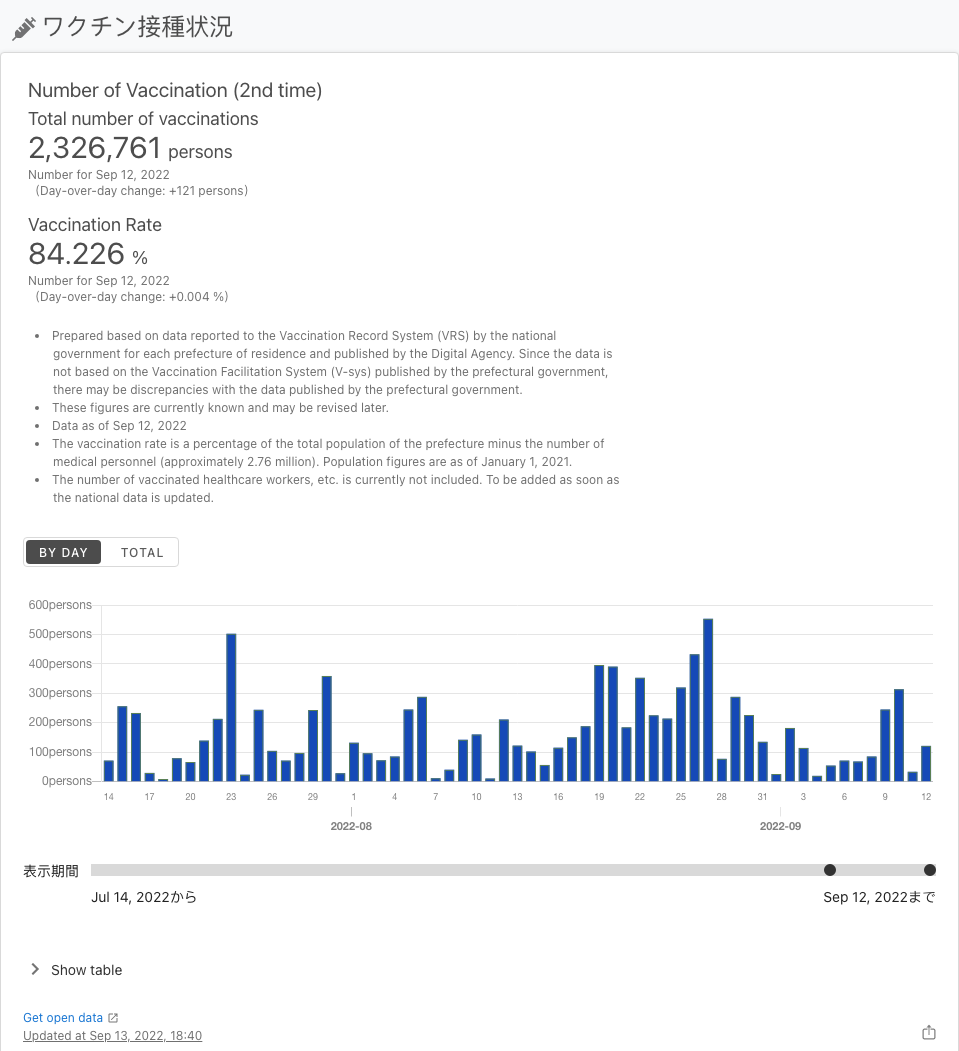 ワクチン接種状況
Number of Vaccination (2nd time)
Total number of vaccinations
2,326,761 persons
Number for Sep 12, 2022
(Day-over-day change: +121 persons)
Vaccination Rate
84.226 %
Number for Sep 12, 2022
(Day-over-day change: +0.004 %)
• Prepared based on data reported to the Vaccination Record System (VRS) by the national
government for each prefecture of residence and published by the Digital Agency. Since the data is
not based on the Vaccination Facilitation System (V-sys) published by the prefectural government,
there may be discrepancies with the data published by the prefectural government.
• These figures are currently known and may be revised later.
• Data as of Sep 12, 2022
• The vaccination rate is a percentage of the total population of the prefecture minus the number of
medical personnel (approximately 2.76 million). Population figures are as of January 1, 2021.
• The number of vaccinated healthcare workers, etc. is currently not included. To be added as soon as
the national data is updated.
BY DAY TOTAL
600persons
500persons
400persons
300persons
200persons
100persons
0persons
14 17 20 23 26 29 1 4 7 10 13 16 19 22 25 28 31 3 6 9 12
2022-08 2022-09
表示期間
Jul 14, 2022から Sep 12, 2022まで
Show table
Get open data
Updated at Sep 13, 2022, 18:40